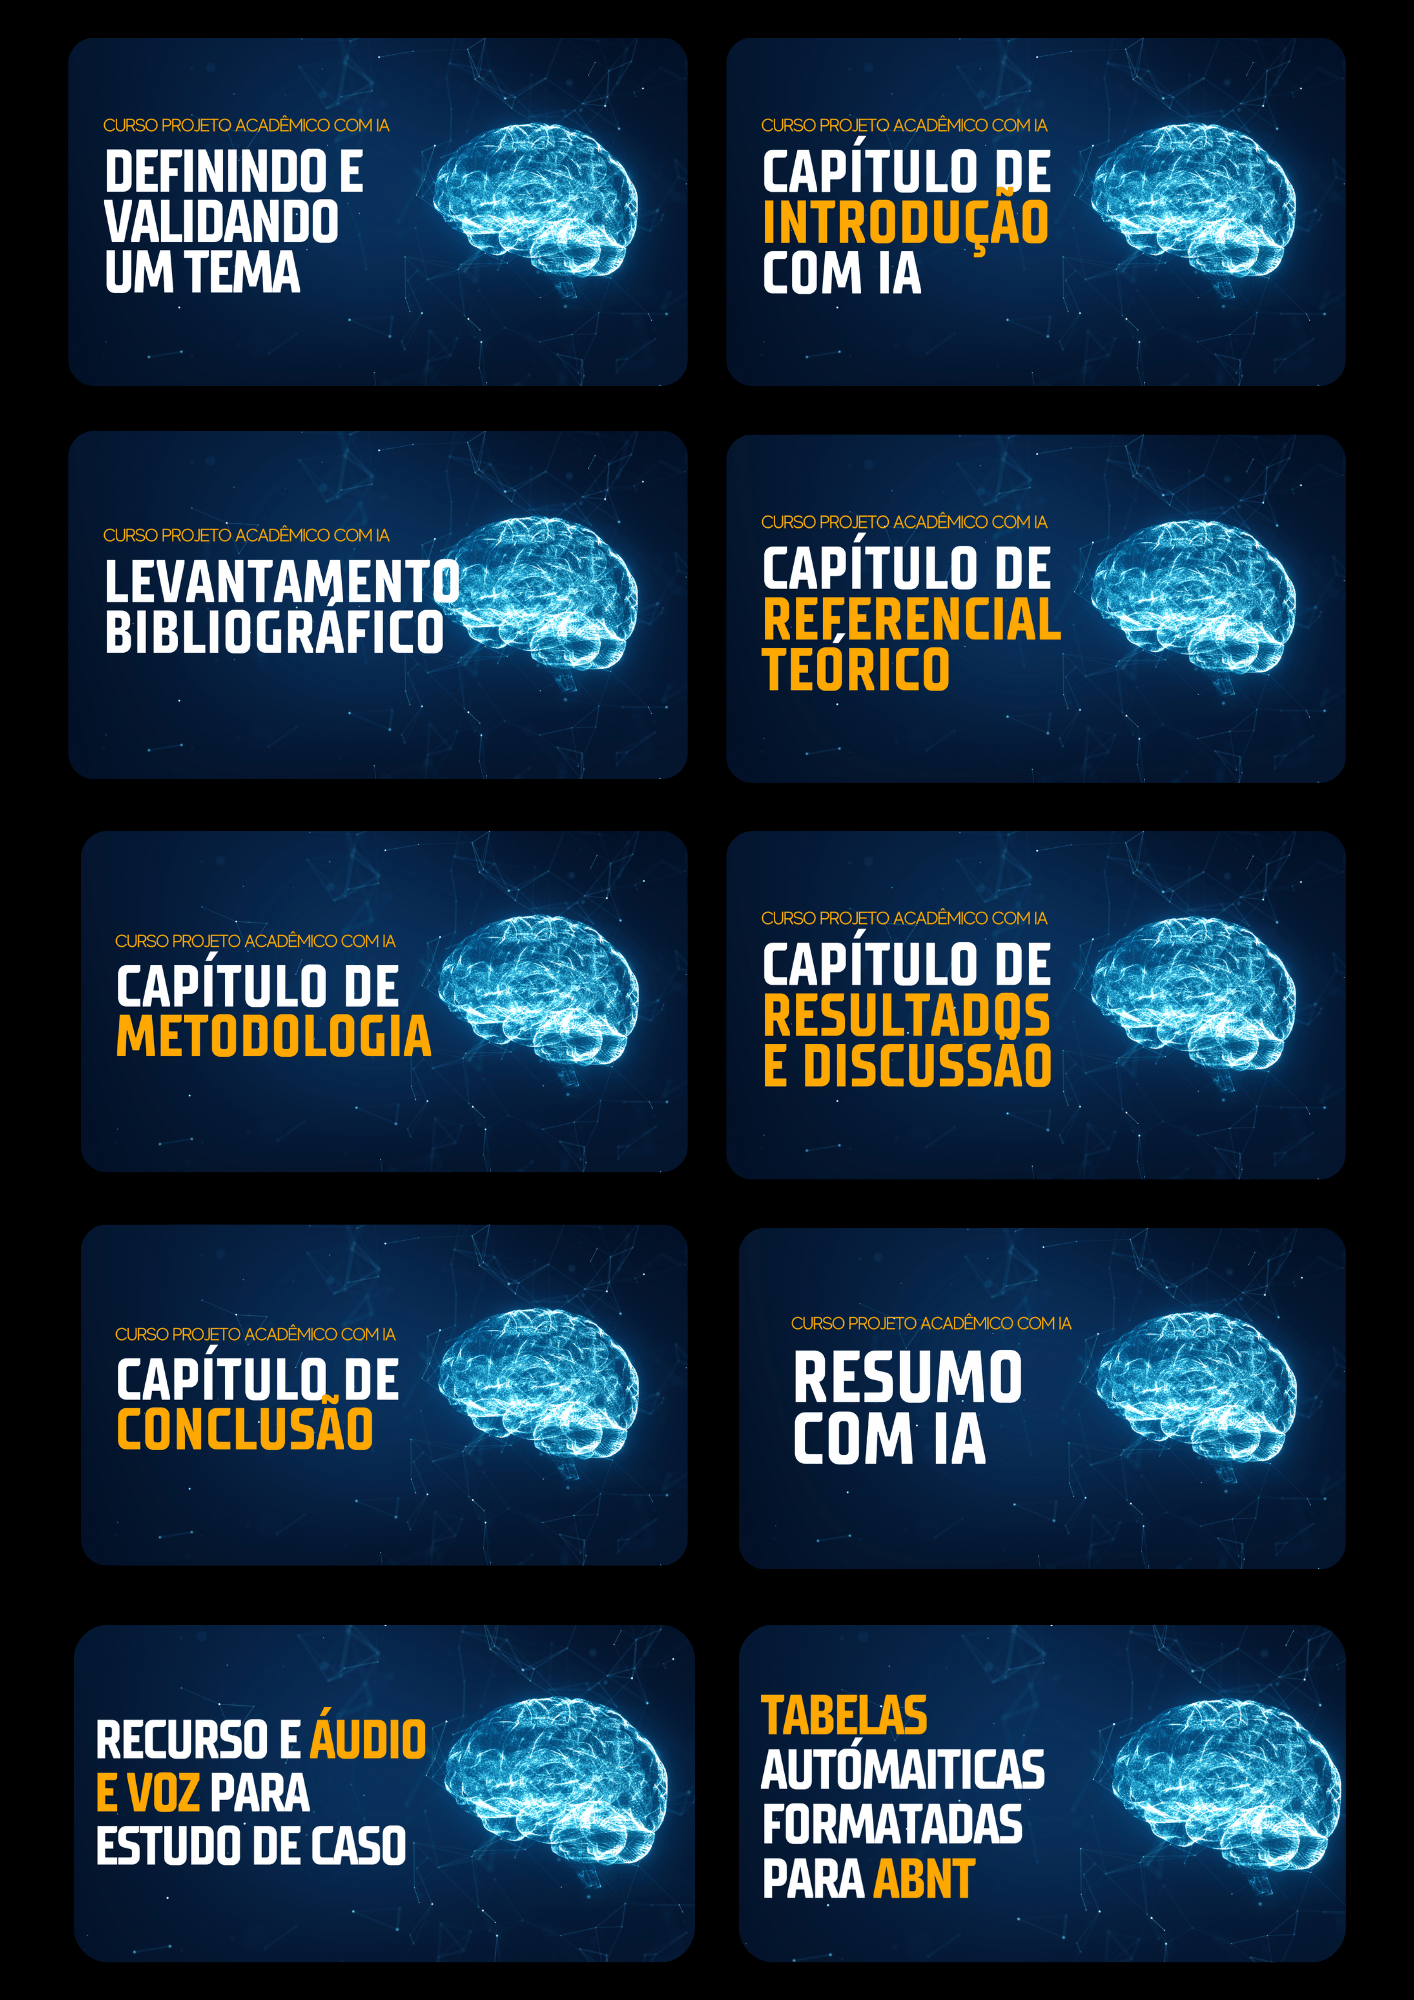 CURSO PROJETO ACADÊMICO COM IA
DEFININDO E
VALIDANDO
UM TEMA
CURSO PROJETO ACADÊMICO COM IA
CAPÍTULO DE
INTRODUÇÃO
COM IA
CURSO PROJETO ACADÊMICO COM IA
LEVANTAMENTO
BIBLIOGRÁFICO
CURSO PROJETO ACADÊMICO COM IA
CAPÍTULO DE
REFERENCIAL
TEÓRICO
CURSO PROJETO ACADÊMICO COM IA
CAPÍTULO DE
METODOLOGIA
CURSO PROJETO ACADÊMICO COM IA
CAPÍTULO DE
RESULTADOS
E DISCUSSÃO
CURSO PROJETO ACADÊMICO COM IA
CAPÍTULO DE
CONCLUSÃO
CURSO PROJETO ACADÊMICO COM IA
RESUMO
COM IA
RECURSO E ÁUDIO
E VOZ PARA
ESTUDO DE CASO
TABELAS
AUTÓMAITICAS
FORMATADAS
PARA ABNT